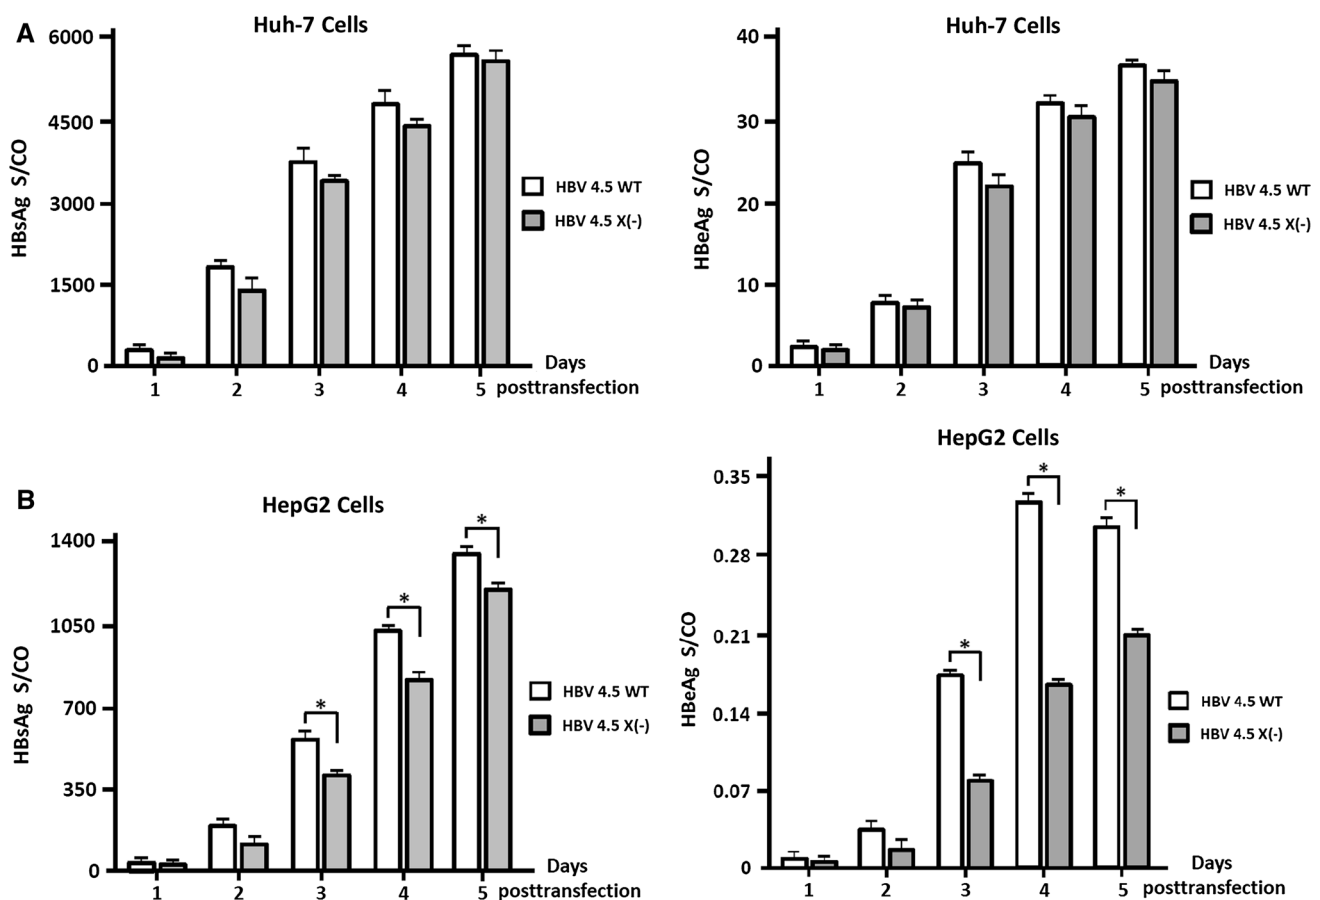 A
Huh-7 Cells
6000
4500
3000
1500
0
HBsAg S/CO
HBV 4.5 WT
HBV 4.5 X(-)
Days
1 2 3 4 5 posttransfection
Huh-7 Cells
40
30
20
10
0
HBeAg S/CO
HBV 4.5 WT
HBV 4.5 X(-)
Days
1 2 3 4 5 posttransfection
B
HepG2 Cells
1400
1050
700
350
0
HBsAg S/CO
* * *
HBV 4.5 WT
HBV 4.5 X(-)
Days
1 2 3 4 5 posttransfection
HepG2 Cells
0.35
0.28
0.21
0.14
0.07
0
HBeAg S/CO
* * *
HBV 4.5 WT
HBV 4.5 X(-)
Days
1 2 3 4 5 posttransfection